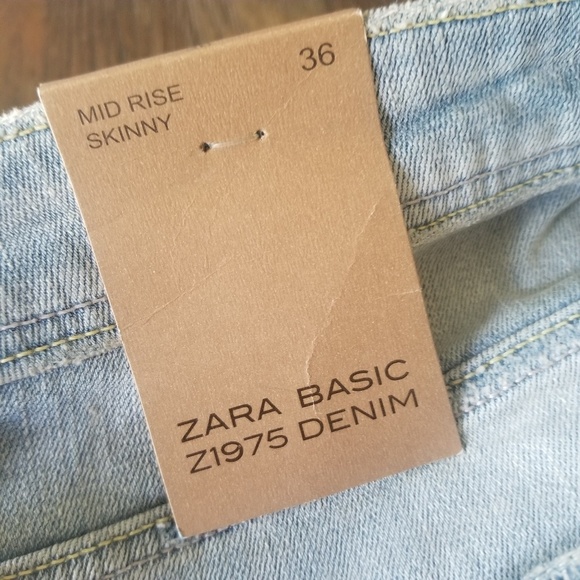 36
MID RISE
SKINNY
ZARA BASIC
Z1975 DENIM